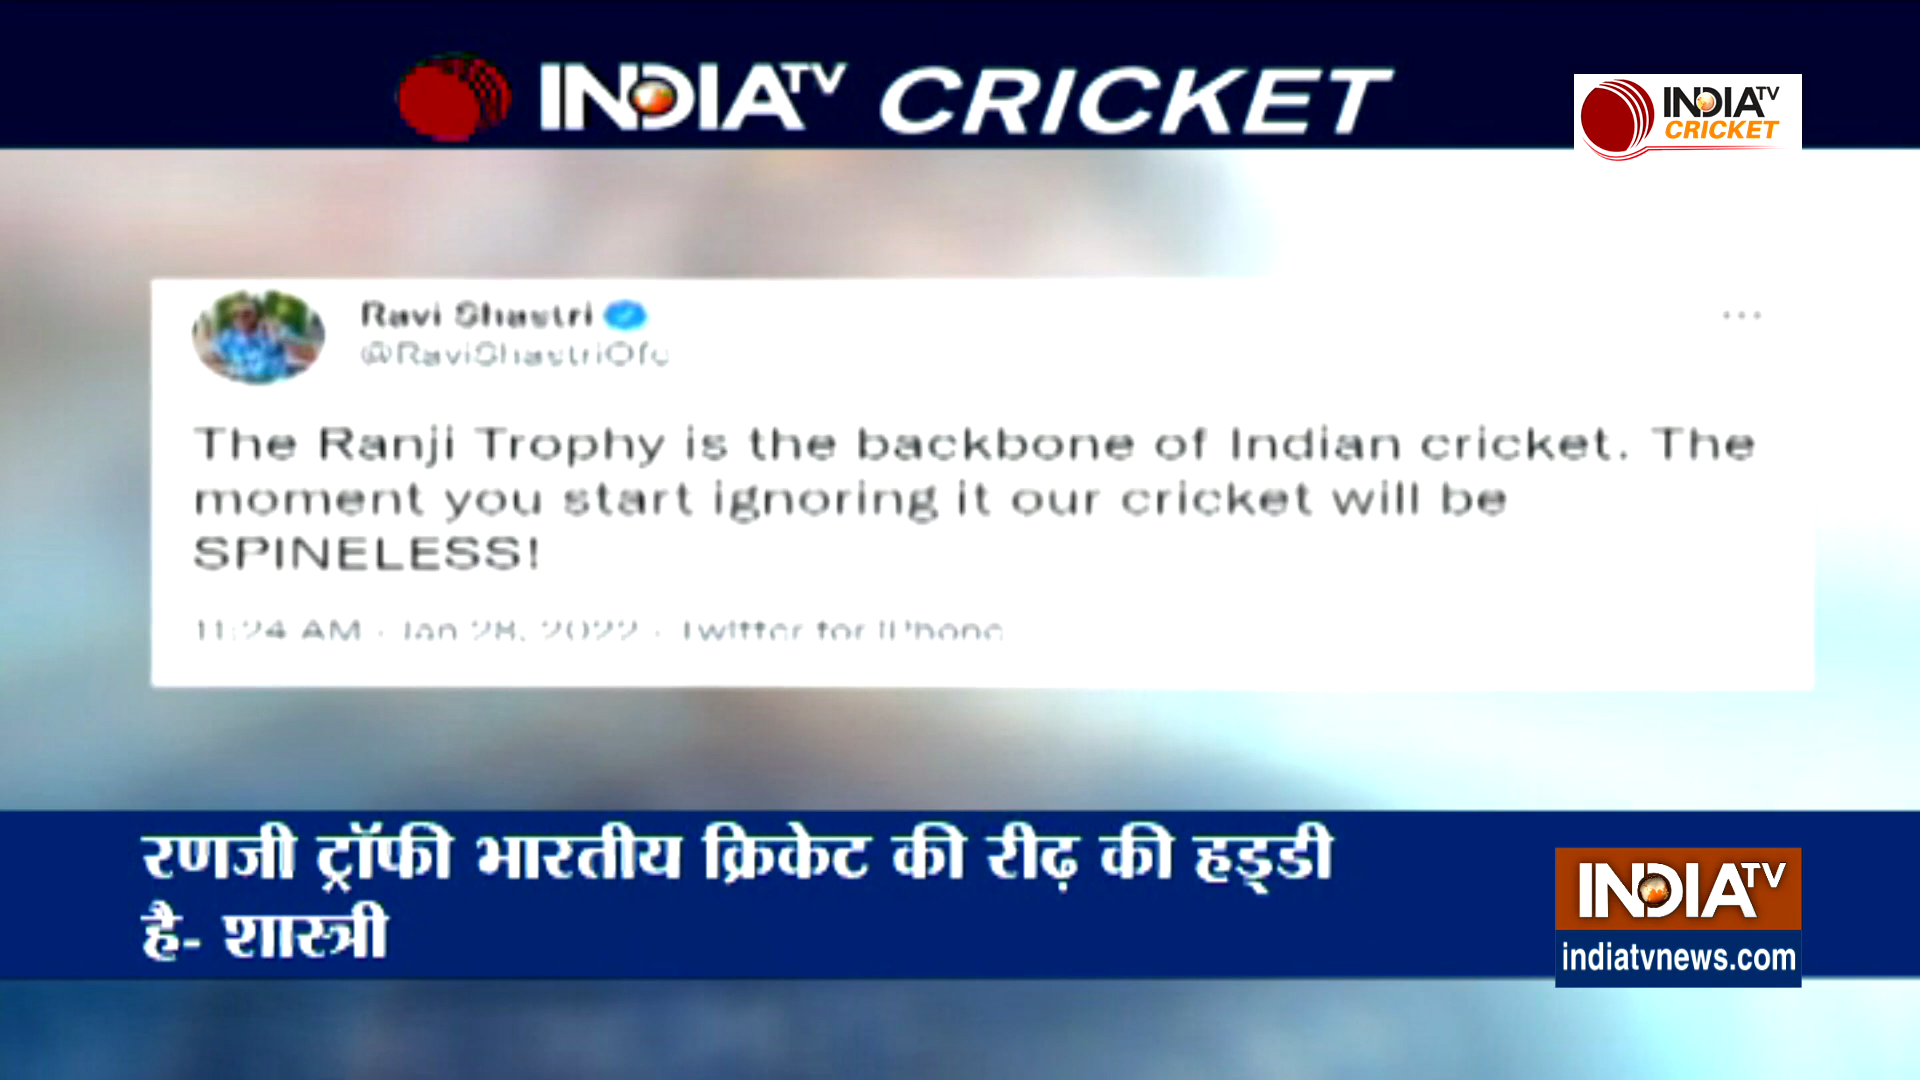 INDIA TV CRICKET
INDIA TV
CRICKET
Ravi Shastri
@RaviShastriOfc
...
The Ranji Trophy is the backbone of Indian cricket. The
moment you start ignoring it our cricket will be
SPINELESS!
11:24 AM · Jan 28, 2022 · Twitter for iPhone
रणजी ट्रॉफी भारतीय क्रिकेट की रीढ़ की हड्डी
है- शास्त्री
INDIA TV
indiatvnews.com